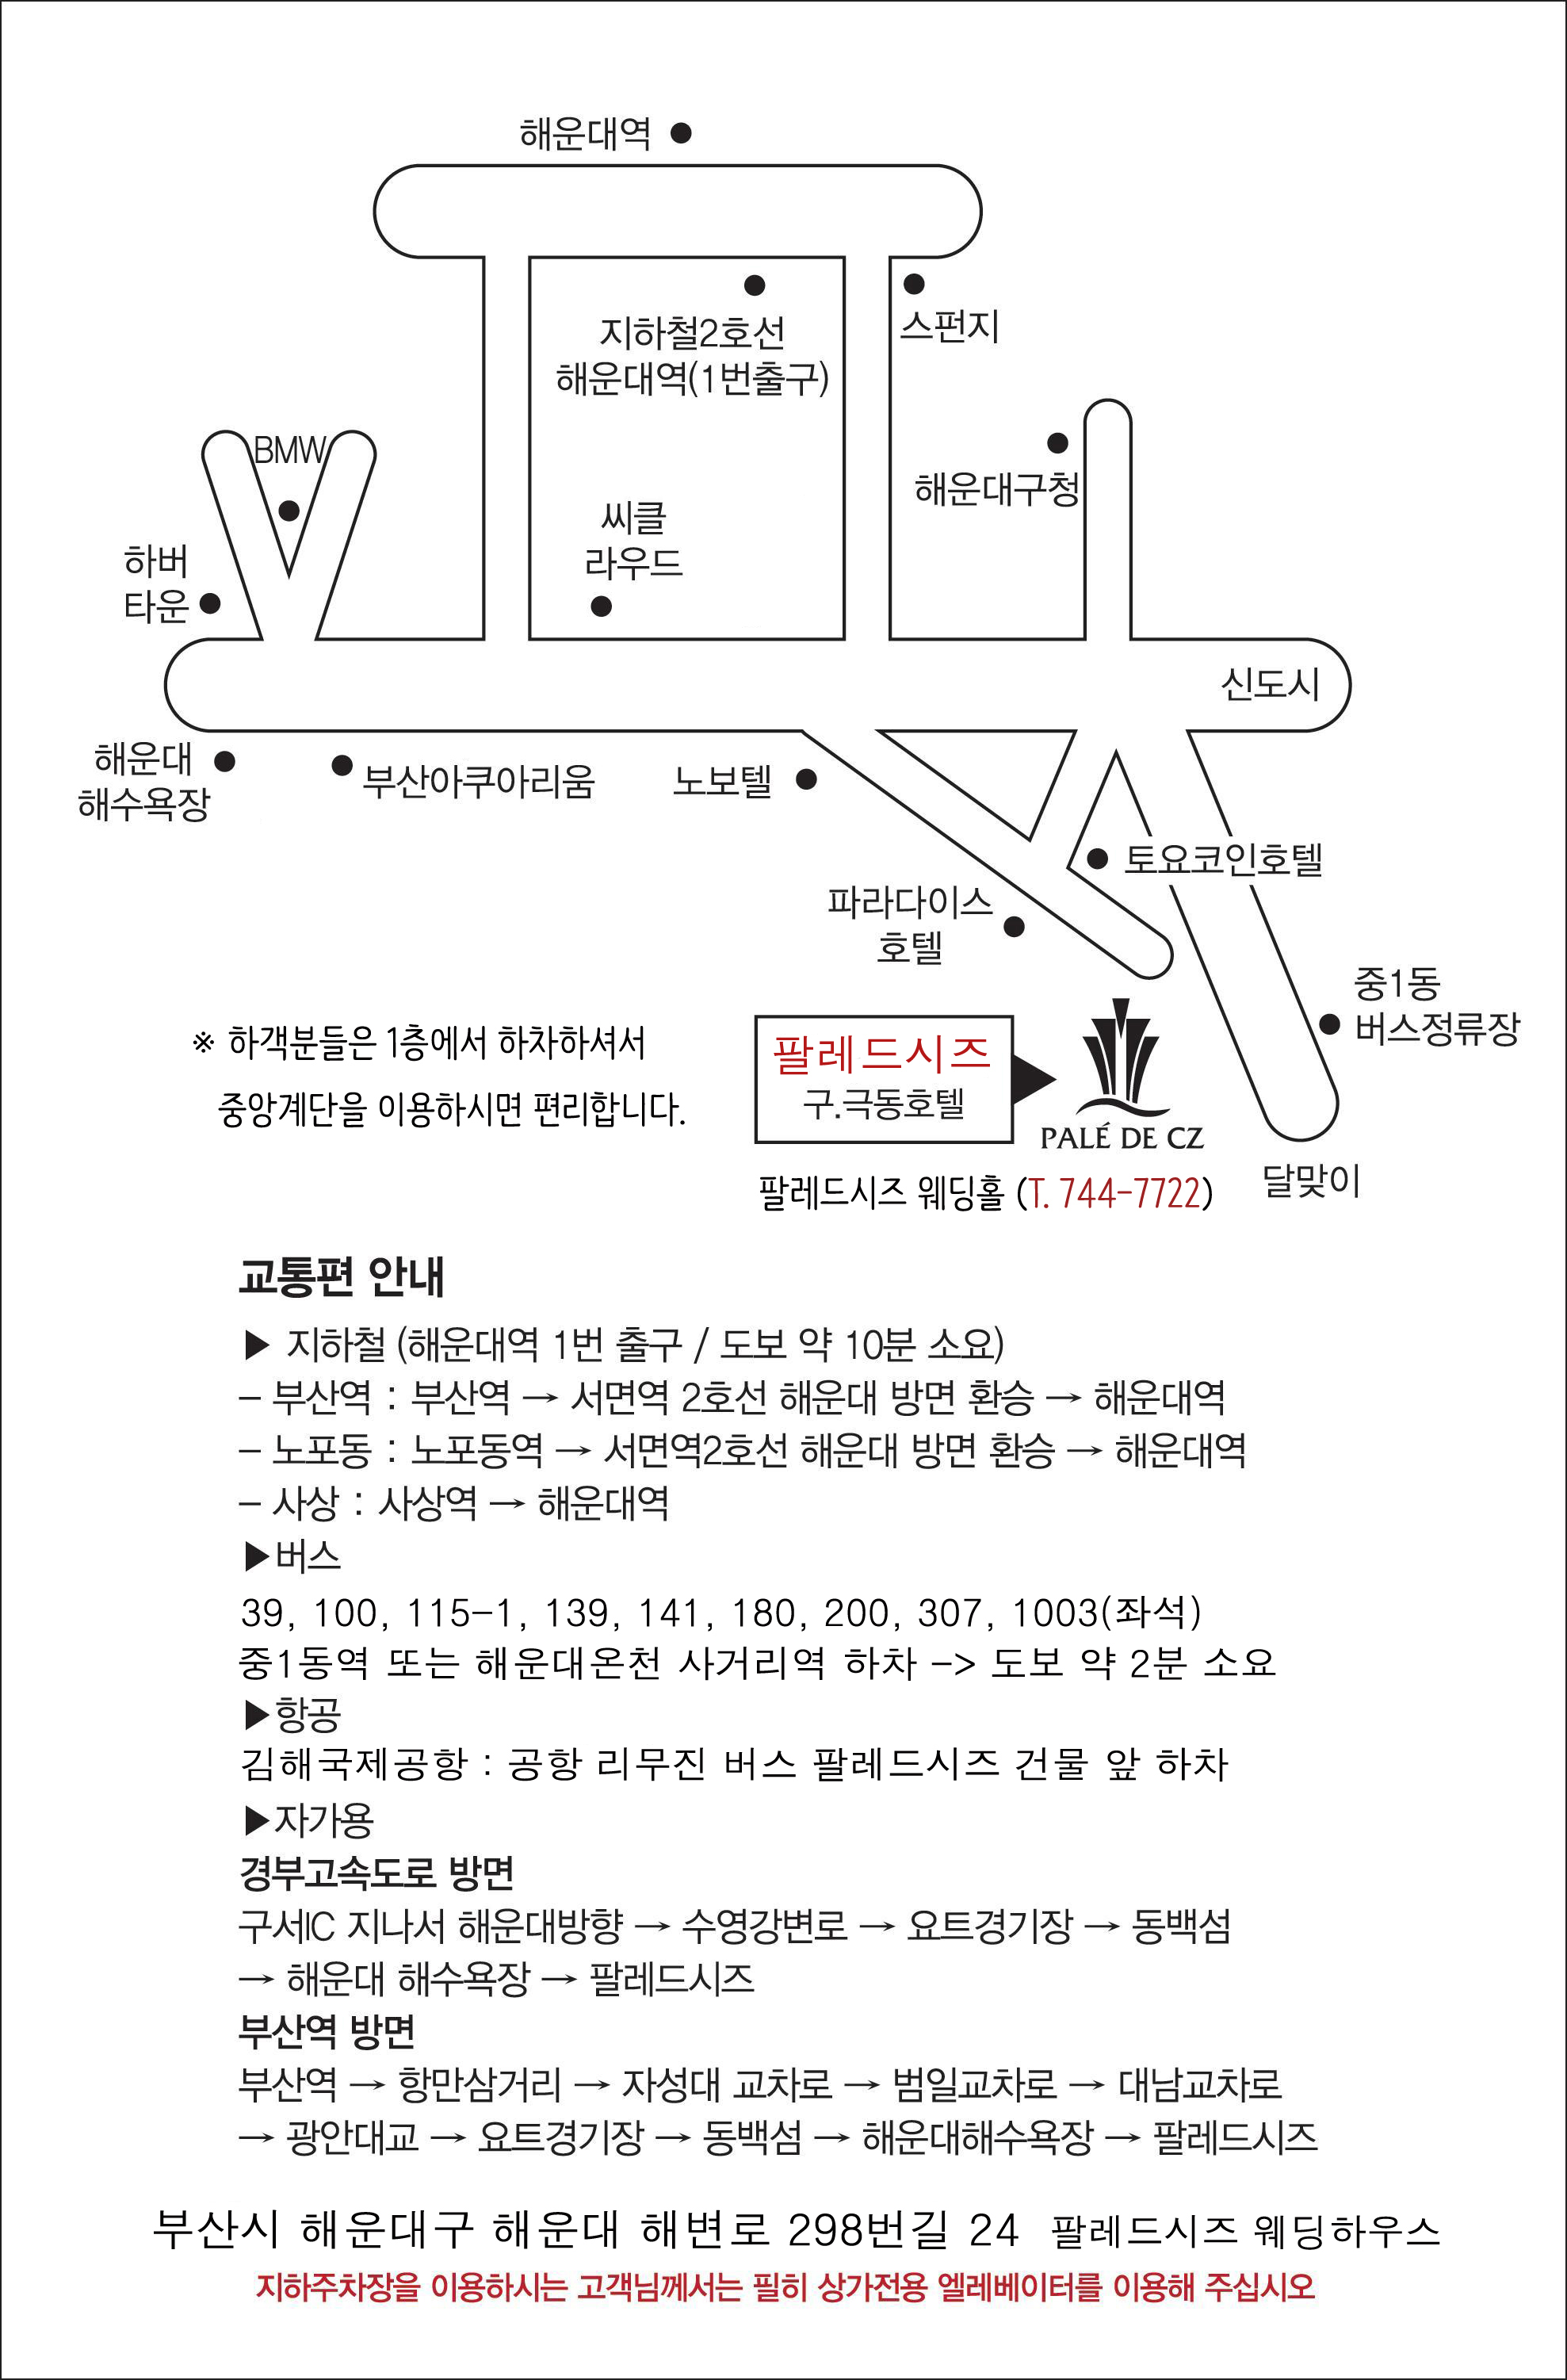 해운대역
지하철2호선
해운대역(1번출구)
스펀지
BMW
해운대구청
씨클
라우드
하버
타운
신도시
해운대
해수욕장
부산아쿠아리움
노보텔
토요코인호텔
파라다이스
호텔
중1동
버스정류장
※ 하객분들은 1층에서 하차하셔서
중앙계단을 이용하시면 편리합니다.
팔레드시즈
구.극동호텔
PALÉ DE CZ
팔레드시즈 웨딩홀 (T. 744-7722)
달맞이
교통편 안내
▶ 지하철 (해운대역 1번 출구 / 도보 약 10분 소요)
- 부산역 : 부산역 → 서면역 2호선 해운대 방면 환승 → 해운대역
- 노포동 : 노포동역 → 서면역2호선 해운대 방면 환승 → 해운대역
- 사상 : 사상역 → 해운대역
▶버스
39, 100, 115-1, 139, 141, 180, 200, 307, 1003(좌석)
중1동역 또는 해운대온천 사거리역 하차 -> 도보 약 2분 소요
▶항공
김해국제공항 : 공항 리무진 버스 팔레드시즈 건물 앞 하차
▶자가용
경부고속도로 방면
구서IC 지나서 해운대방향 → 수영강변로 → 요트경기장 → 동백섬
→ 해운대 해수욕장 → 팔레드시즈
부산역 방면
부산역 → 항만삼거리 → 자성대 교차로 → 범일교차로 → 대남교차로
→ 광안대교 → 요트경기장 → 동백섬 → 해운대해수욕장 → 팔레드시즈
부산시 해운대구 해운대 해변로 298번길 24 팔레드시즈 웨딩하우스
지하주차장을 이용하시는 고객님께서는 필히 상가전용 엘레베이터를 이용해 주십시오